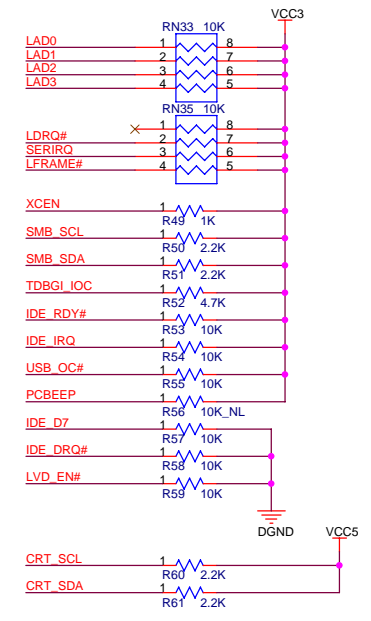 VCC3
RN33 10K
LAD0 1 8
LAD1 2 7
LAD2 3 6
LAD3 4 5
RN35 10K
1 8
LDRQ# 2 7
SERIRQ 3 6
LFRAME# 4 5
XCEN 1
R49 1K
SMB_SCL 1
R50 2.2K
SMB_SDA 1
R51 2.2K
TDBGI_IOC 1
R52 4.7K
IDE_RDY# 1
R53 10K
IDE_IRQ 1
R54 10K
USB_OC# 1
R55 10K
PCBEEP 1
R56 10K_NL
IDE_D7 1
R57 10K
IDE_DRQ# 1
R58 10K
LVD_EN# 1
R59 10K
DGND
VCC5
CRT_SCL 1
R60 2.2K
CRT_SDA 1
R61 2.2K